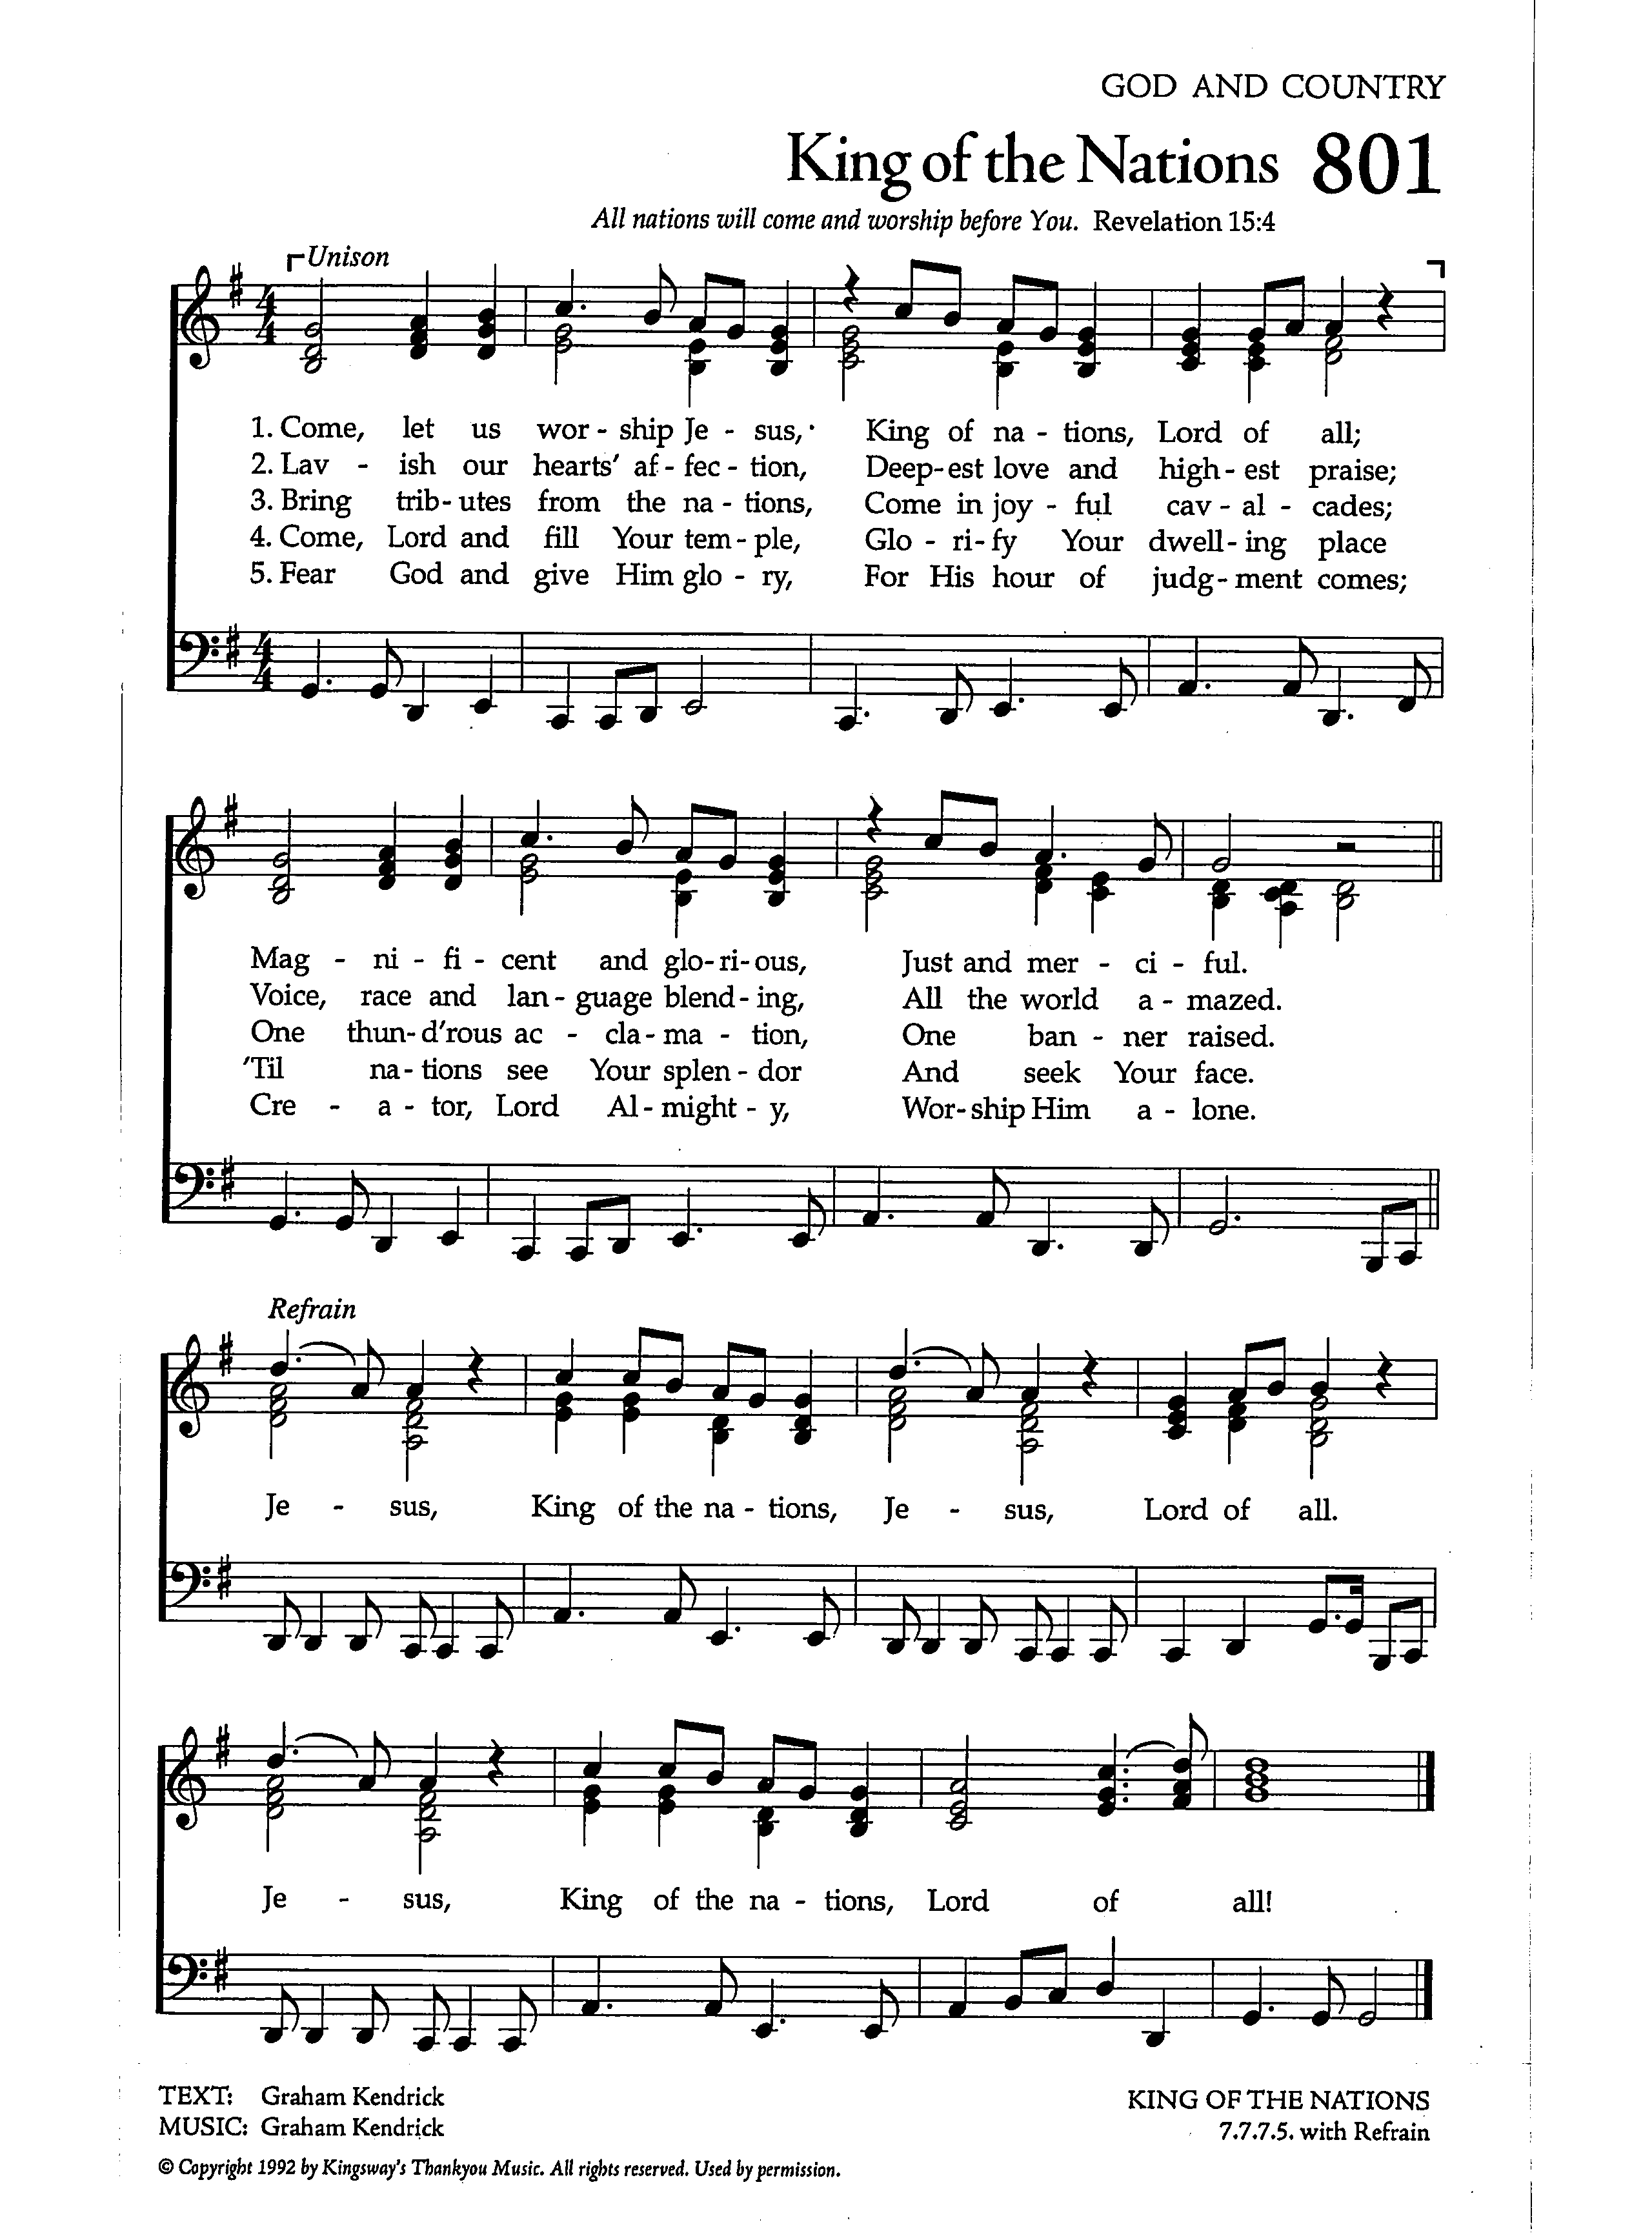 GOD AND COUNTRY
King of the Nations 801
All nations will come and worship before You. Revelation 15:4
Unison
1. Come, let us wor - ship Je - sus, King of na - tions, Lord of all;
2. Lav - ish our hearts' af - fec - tion, Deep - est love and high - est praise;
3. Bring trib - utes from the na - tions, Come in joy - ful cav - al - cades;
4. Come, Lord and fill Your tem - ple, Glo - ri - fy Your dwell - ing place
5. Fear God and give Him glo - ry, For His hour of judg - ment comes;
Mag - ni - fi - cent and glo - ri - ous, Just and mer - ci - ful.
Voice, race and lan - guage blend - ing, All the world a - mazed.
One thun - d'rous ac - cla - ma - tion, One ban - ner raised.
'Til na - tions see Your splen - dor And seek Your face.
Cre - a - tor, Lord Al - might - y, Wor - ship Him a - lone.
Refrain
Je - sus, King of the na - tions, Je - sus, Lord of all.
Je - sus, King of the na - tions, Lord of all!
TEXT: Graham Kendrick
MUSIC: Graham Kendrick
KING OF THE NATIONS
7.7.7.5. with Refrain
© Copyright 1992 by Kingsway's Thankyou Music. All rights reserved. Used by permission.